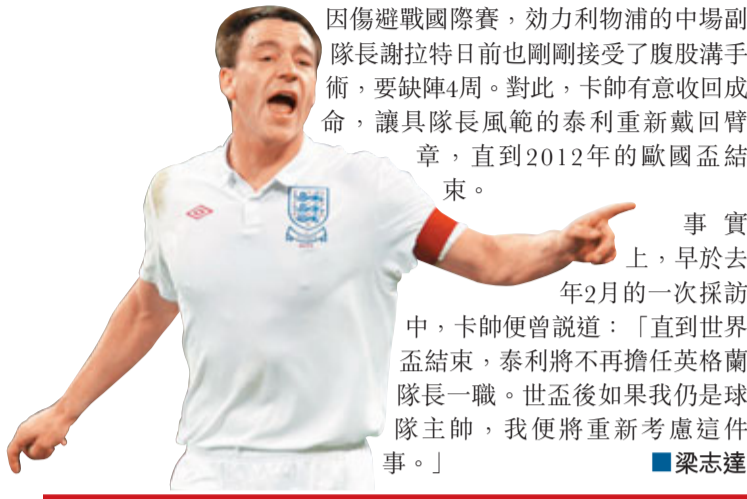 因傷避戰國際賽，効力利物浦的中場副
隊長謝拉特日前也剛剛接受了腹股溝手
術，要缺陣4周。對此，卡帥有意收回成
命，讓具隊長風範的泰利重新戴回臂
章，直到2012年的歐國盃結
束。
事實
上，早於去
年2月的一次採訪
中，卡帥便曾說道：「直到世界
盃結束，泰利將不再擔任英格蘭
隊長一職。世盃後如果我仍是球
隊主帥，我便將重新考慮這件
事。」 ■梁志達